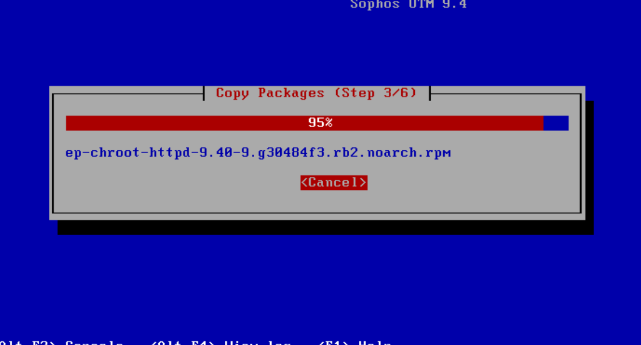 Sophos UTM 9.4
Copy Packages (Step 3/6)
95%
ep-chroot-httpd-9.40-9.g30484f3.rb2.noarch.rpm
<Cancel>